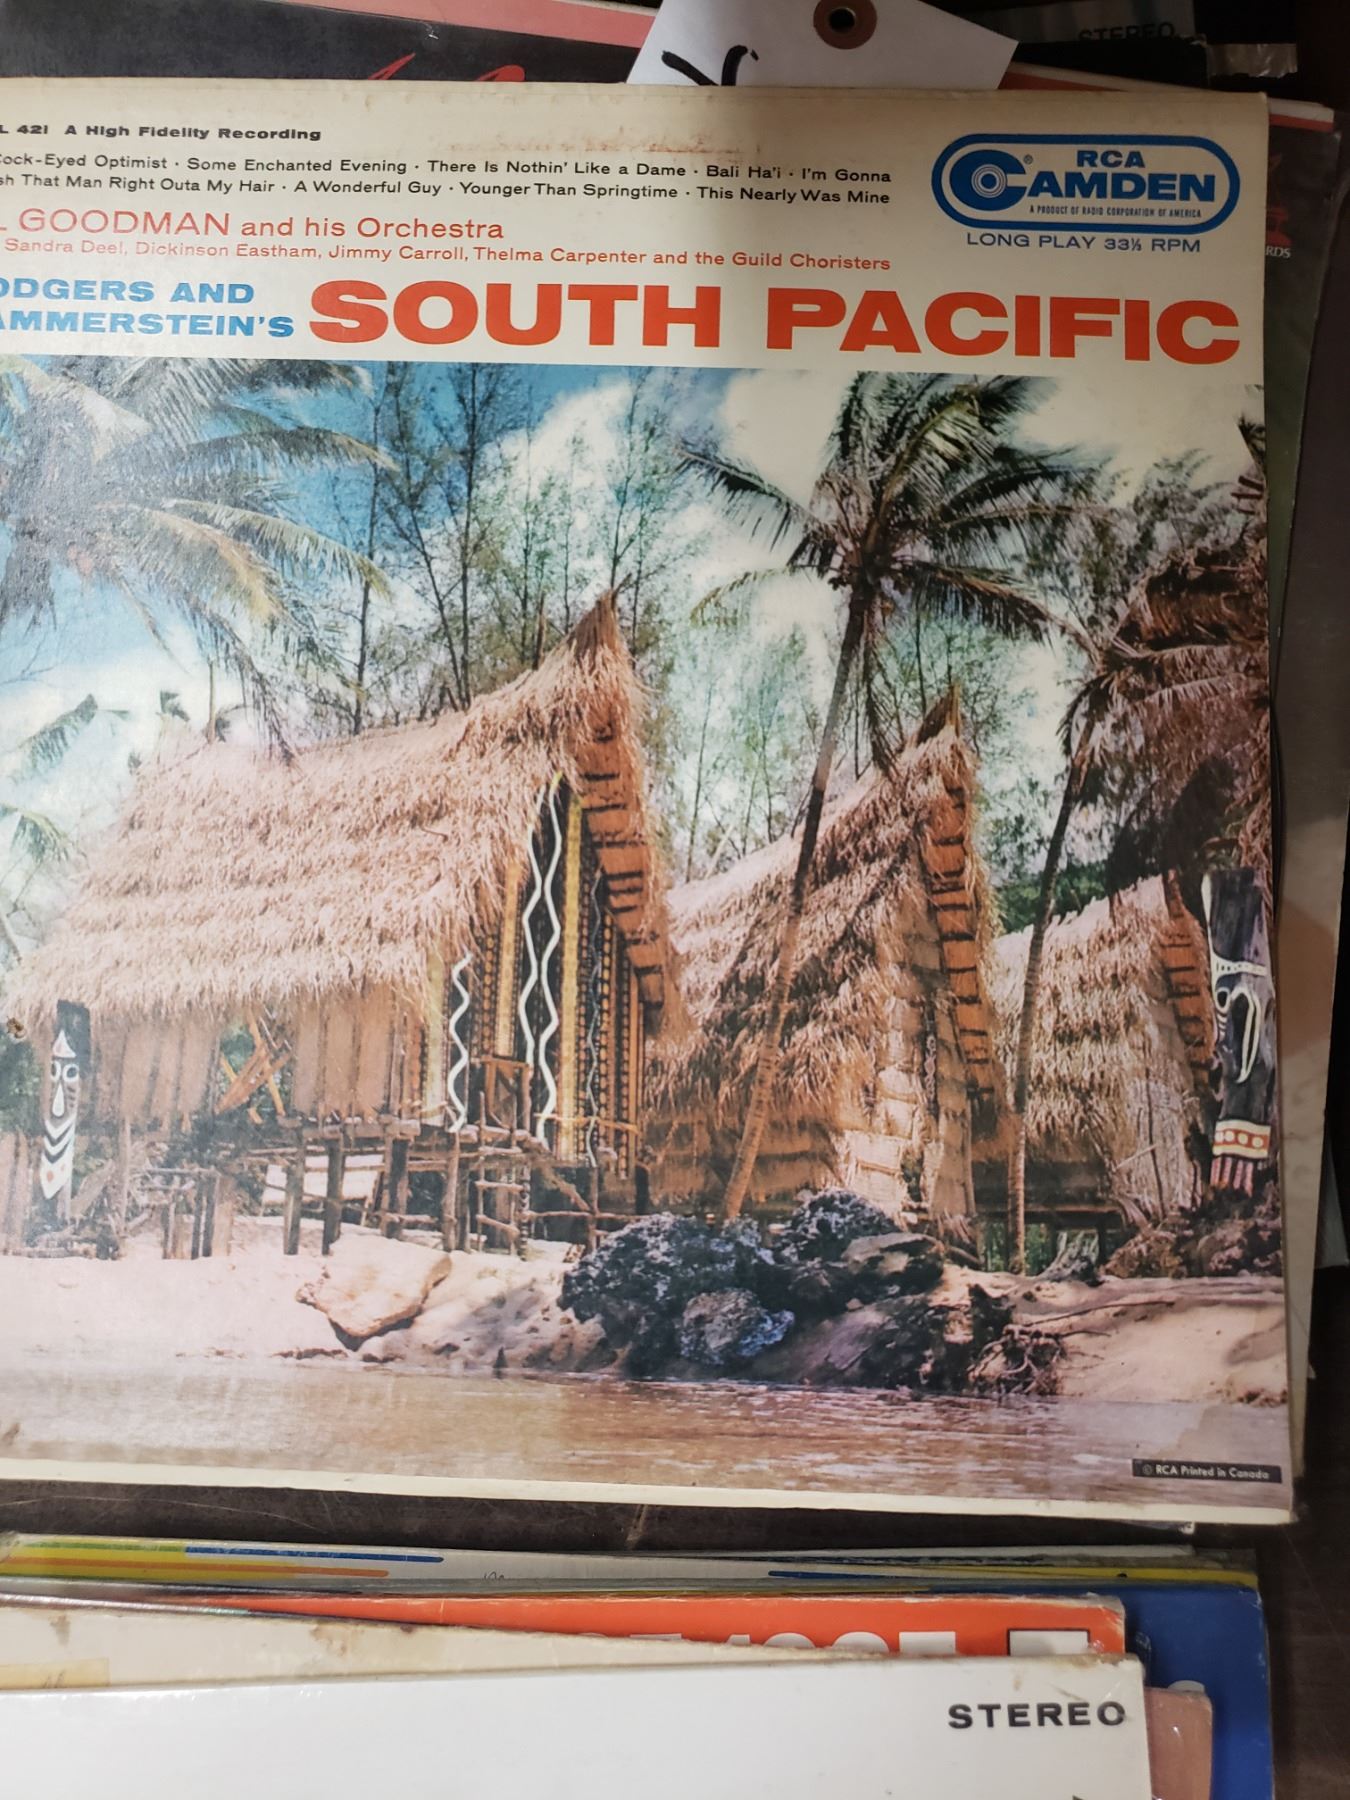 STEREO
L 421 A High Fidelity Recording
Cock-Eyed Optimist · Some Enchanted Evening · There Is Nothin' Like a Dame · Bali Ha'i · I'm Gonna
sh That Man Right Outa My Hair · A Wonderful Guy · Younger Than Springtime · This Nearly Was Mine
L GOODMAN and his Orchestra
Sandra Deel, Dickinson Eastham, Jimmy Carroll, Thelma Carpenter and the Guild Choristers
RCA
CAMDEN
A PRODUCT OF RADIO CORPORATION OF AMERICA
LONG PLAY 33⅓ RPM
RDS
ODGERS AND
AMMERSTEIN'S SOUTH PACIFIC
© RCA Printed in Canada
STEREO